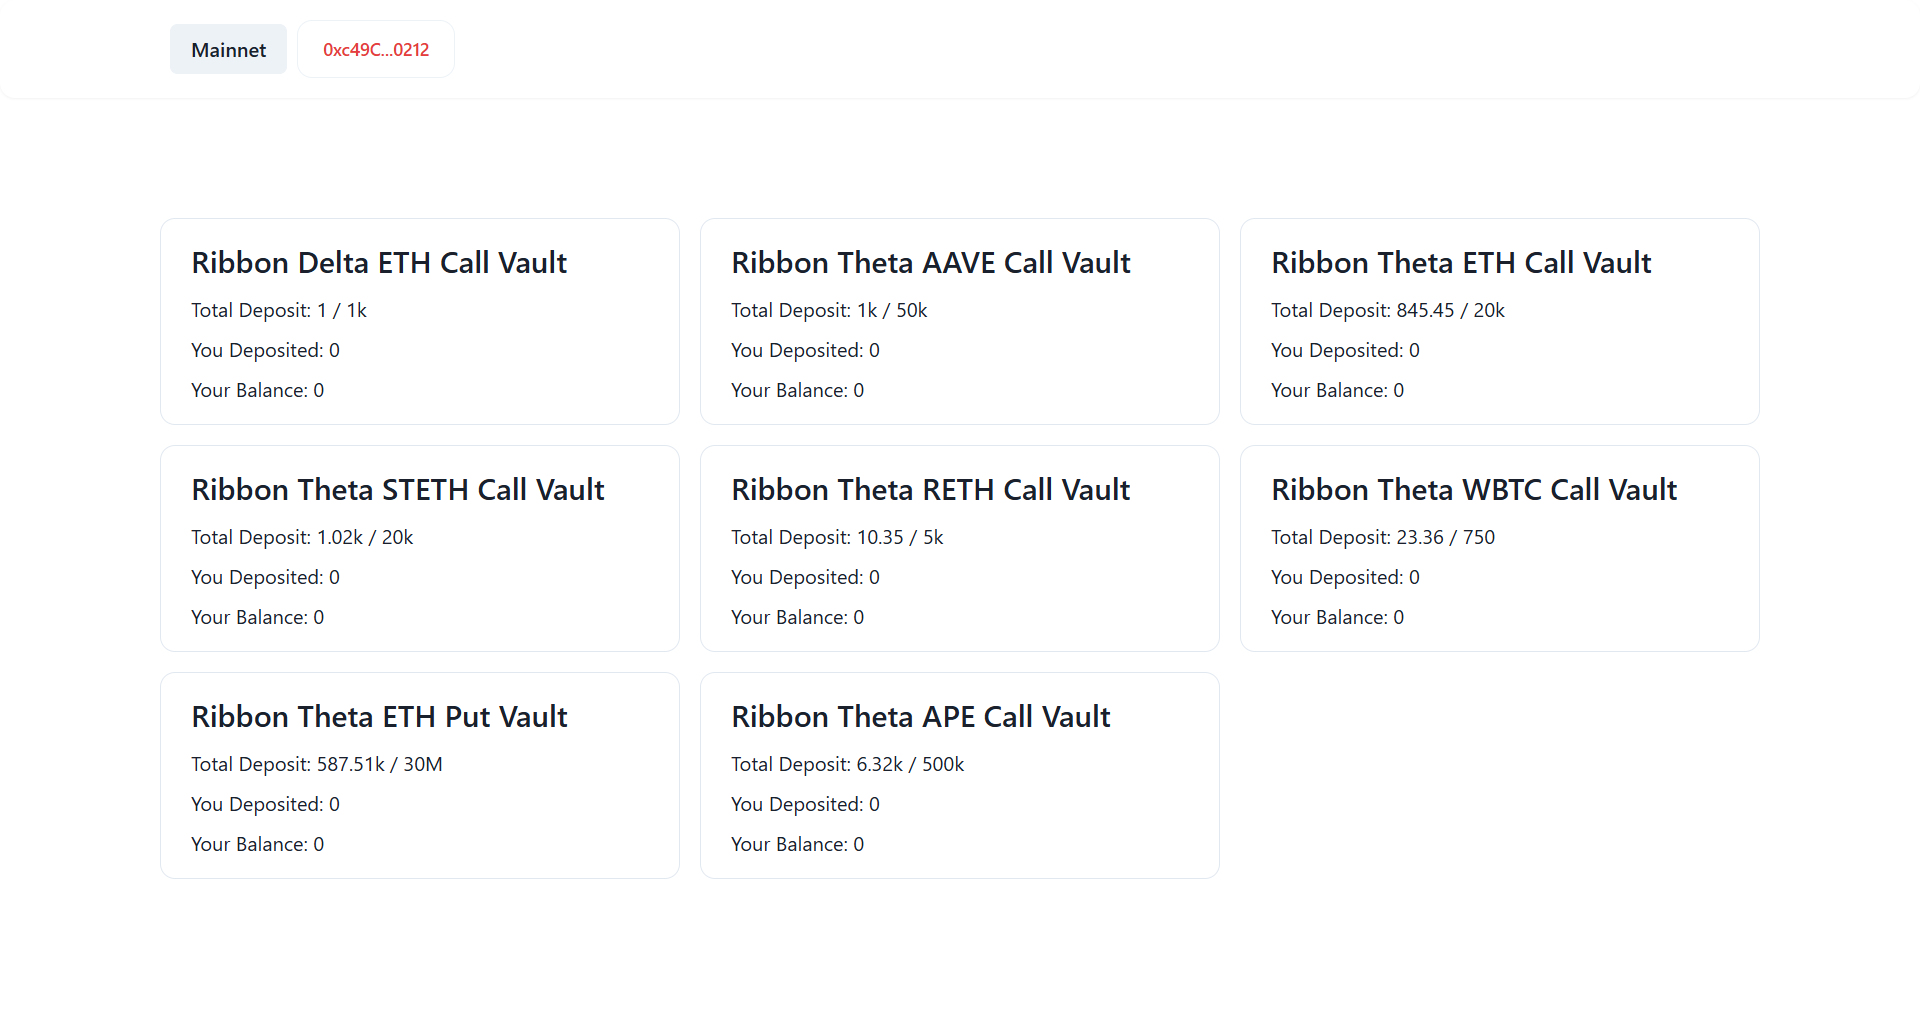 Mainnet
0xc49C...0212
Ribbon Delta ETH Call Vault
Total Deposit: 1 / 1k
You Deposited: 0
Your Balance: 0
Ribbon Theta AAVE Call Vault
Total Deposit: 1k / 50k
You Deposited: 0
Your Balance: 0
Ribbon Theta ETH Call Vault
Total Deposit: 845.45 / 20k
You Deposited: 0
Your Balance: 0
Ribbon Theta STETH Call Vault
Total Deposit: 1.02k / 20k
You Deposited: 0
Your Balance: 0
Ribbon Theta RETH Call Vault
Total Deposit: 10.35 / 5k
You Deposited: 0
Your Balance: 0
Ribbon Theta WBTC Call Vault
Total Deposit: 23.36 / 750
You Deposited: 0
Your Balance: 0
Ribbon Theta ETH Put Vault
Total Deposit: 587.51k / 30M
You Deposited: 0
Your Balance: 0
Ribbon Theta APE Call Vault
Total Deposit: 6.32k / 500k
You Deposited: 0
Your Balance: 0